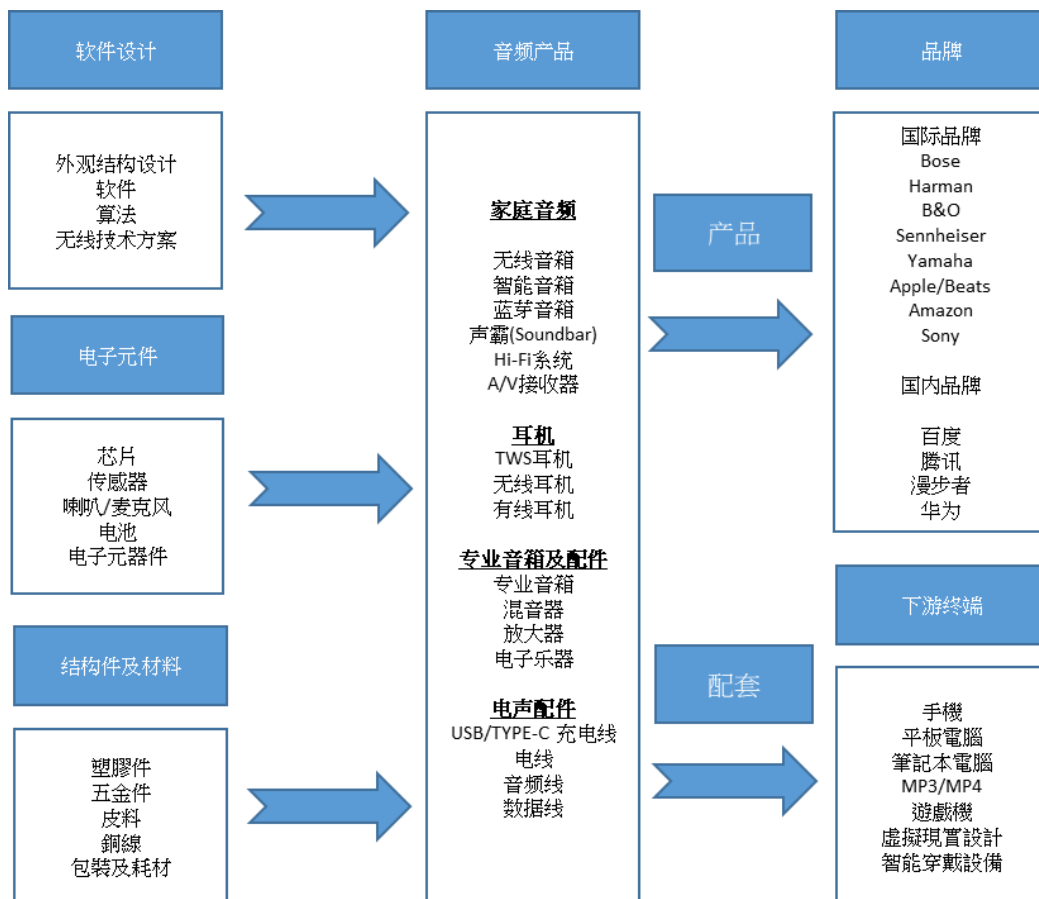 软件设计
外观结构设计
软件
算法
无线技术方案
电子元件
芯片
传感器
喇叭/麦克风
电池
电子元器件
结构件及材料
塑膠件
五金件
皮料
銅線
包裝及耗材
音频产品
家庭音频
无线音箱
智能音箱
蓝芽音箱
声霸(Soundbar)
Hi-Fi系统
A/V接收器
耳机
TWS耳机
无线耳机
有线耳机
专业音箱及配件
专业音箱
混音器
放大器
电子乐器
电声配件
USB/TYPE-C 充电线
电线
音频线
数据线
产品
配套
品牌
国际品牌
Bose
Harman
B&O
Sennheiser
Yamaha
Apple/Beats
Amazon
Sony
国内品牌
百度
腾讯
漫步者
华为
下游终端
手機
平板電腦
筆記本電腦
MP3/MP4
遊戲機
虛擬現實設計
智能穿戴設備